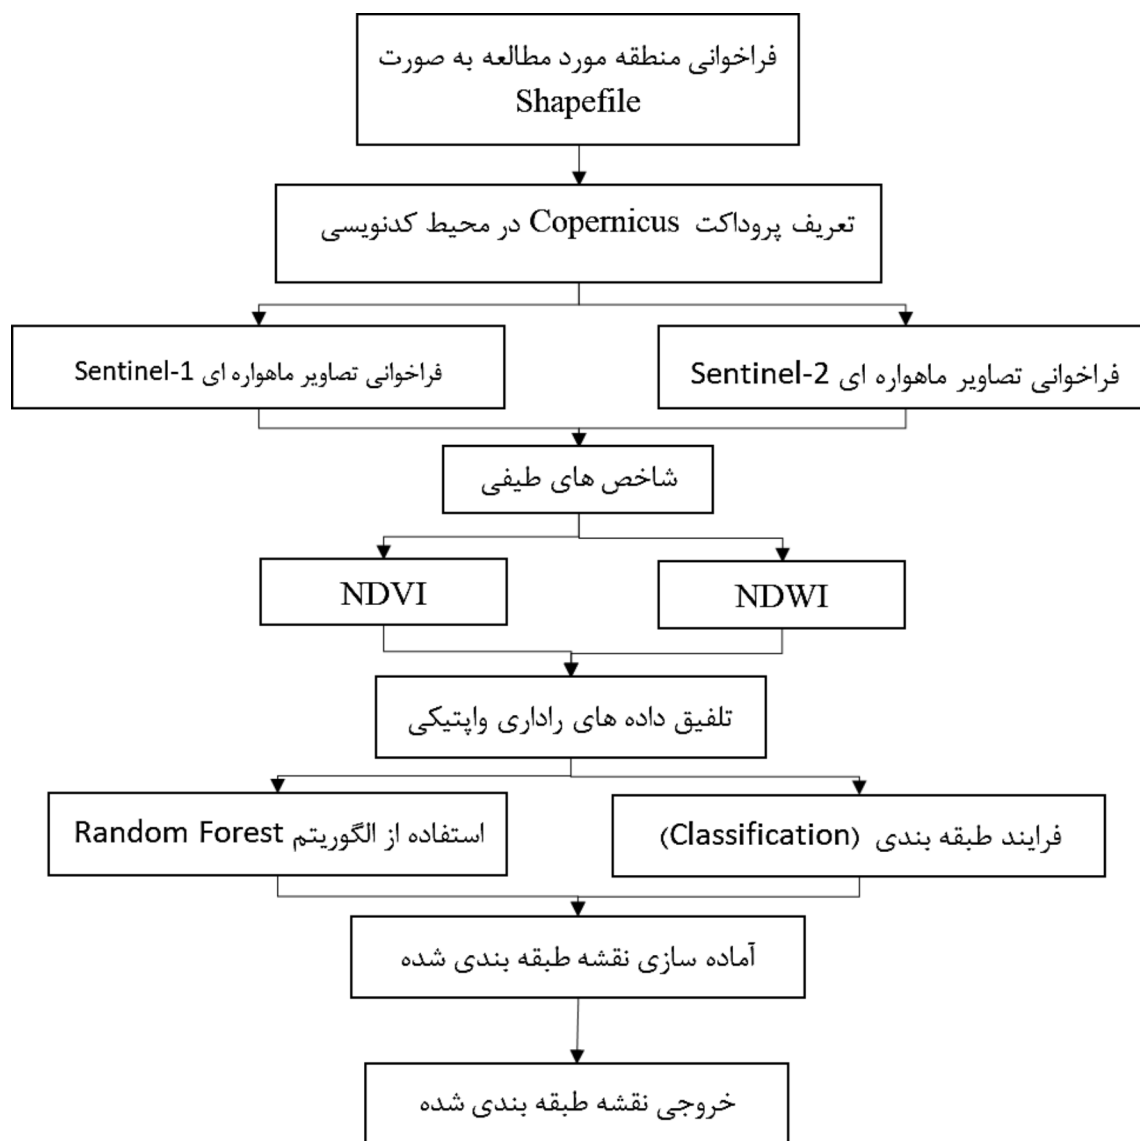 فراخوانی منطقه مورد مطالعه به صورت
Shapefile
تعریف پروداکت Copernicus در محیط کدنویسی
فراخوانی تصاویر ماهواره ای Sentinel-2
فراخوانی تصاویر ماهواره ای Sentinel-1
شاخص های طیفی
NDWI
NDVI
تلفیق داده های راداری واپتیکی
فرایند طبقه بندی (Classification)
استفاده از الگوریتم Random Forest
آماده سازی نقشه طبقه بندی شده
خروجی نقشه طبقه بندی شده